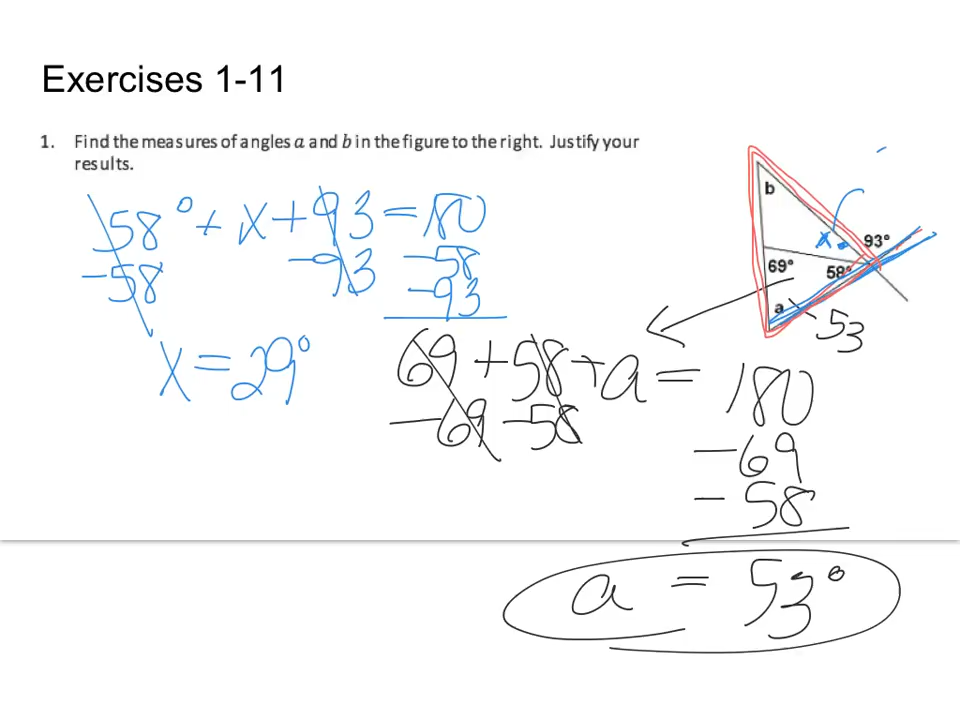 Exercises 1-11
1. Find the measures of angles a and b in the figure to the right. Justify your
results.
58° + x + 93 = 180
-58 -93 -58
-93
x = 29°
b
x
93°
69°
58°
a
53
69 + 58 + a = 180
-69 -58 -69
-58
a = 53°